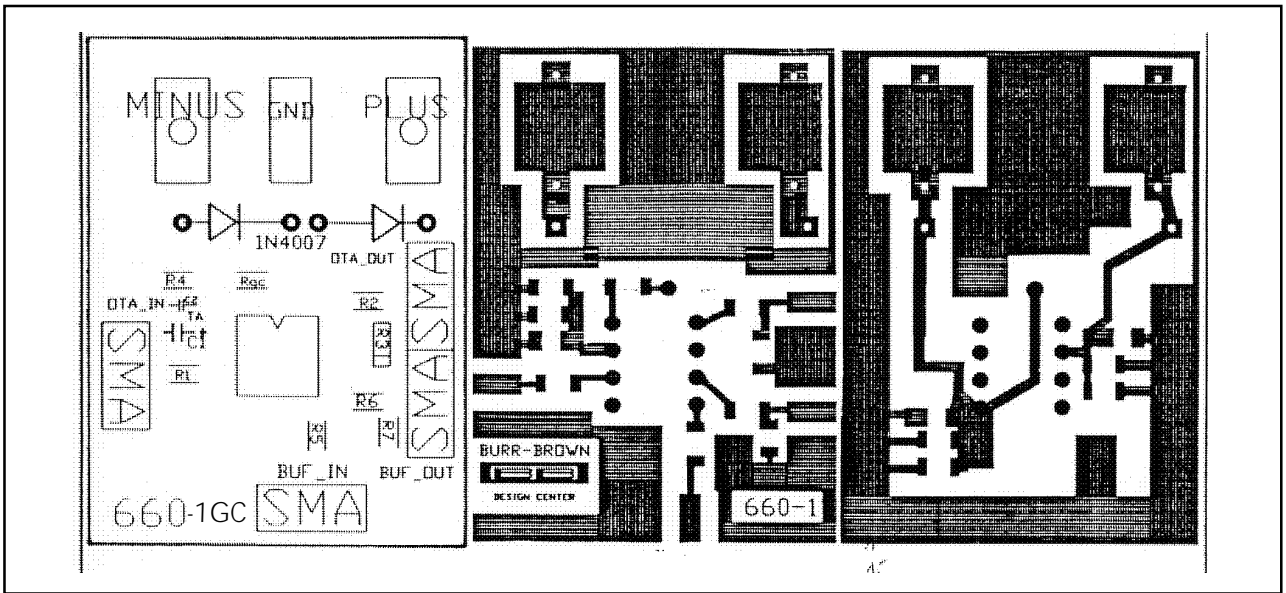 MINUS GND PLUS
1N4007
OTA_OUT
R4 Rqc
R2
OTA_IN
C1
R3
SMA
SMA
SMA
R1
R6
R5
R7
BUF_IN BUF_OUT
660-1GC SMA
BURR-BROWN
DESIGN CENTER
660-1